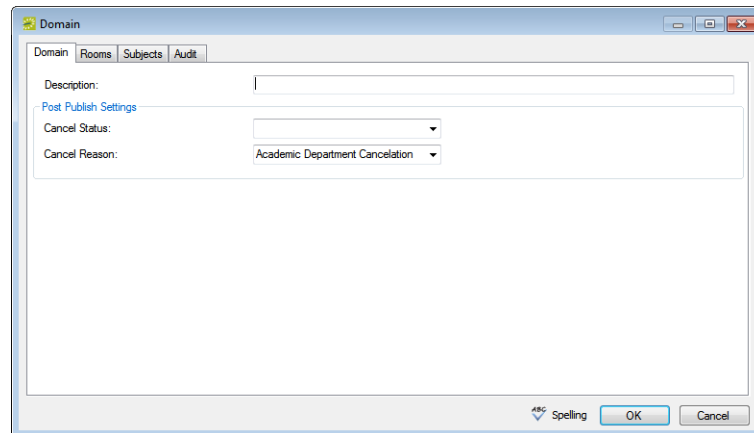 Domain
Domain Rooms Subjects Audit
Description:
Post Publish Settings
Cancel Status:
Cancel Reason: Academic Department Cancelation
ABC Spelling OK Cancel